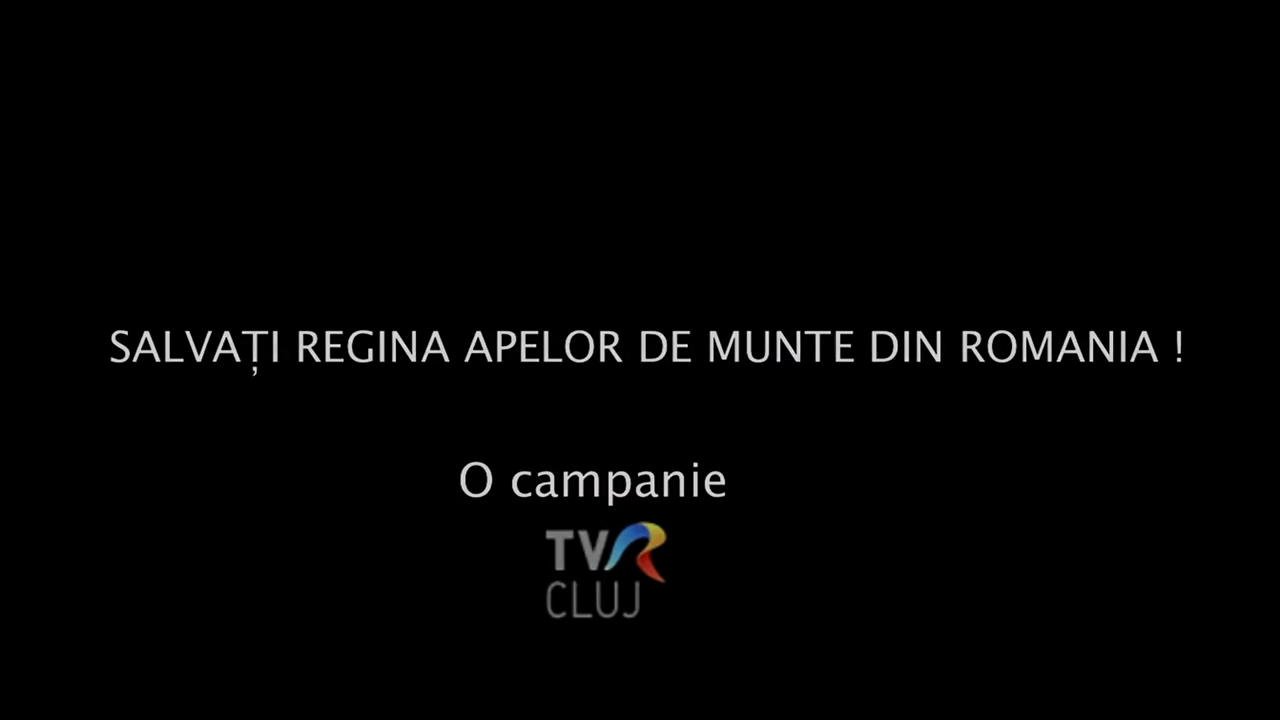 SALVAȚI REGINA APELOR DE MUNTE DIN ROMANIA !
O campanie
TVR
CLUJ